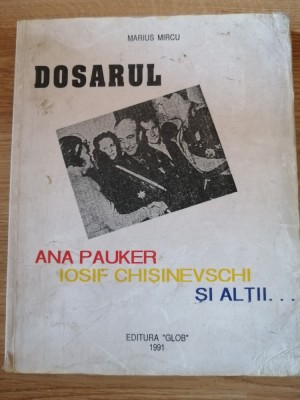 MARIUS MIRCU
DOSARUL
ANA PAUKER
IOSIF CHIȘINEVSCHI
ȘI ALȚII...
EDITURA "GLOB"
1991